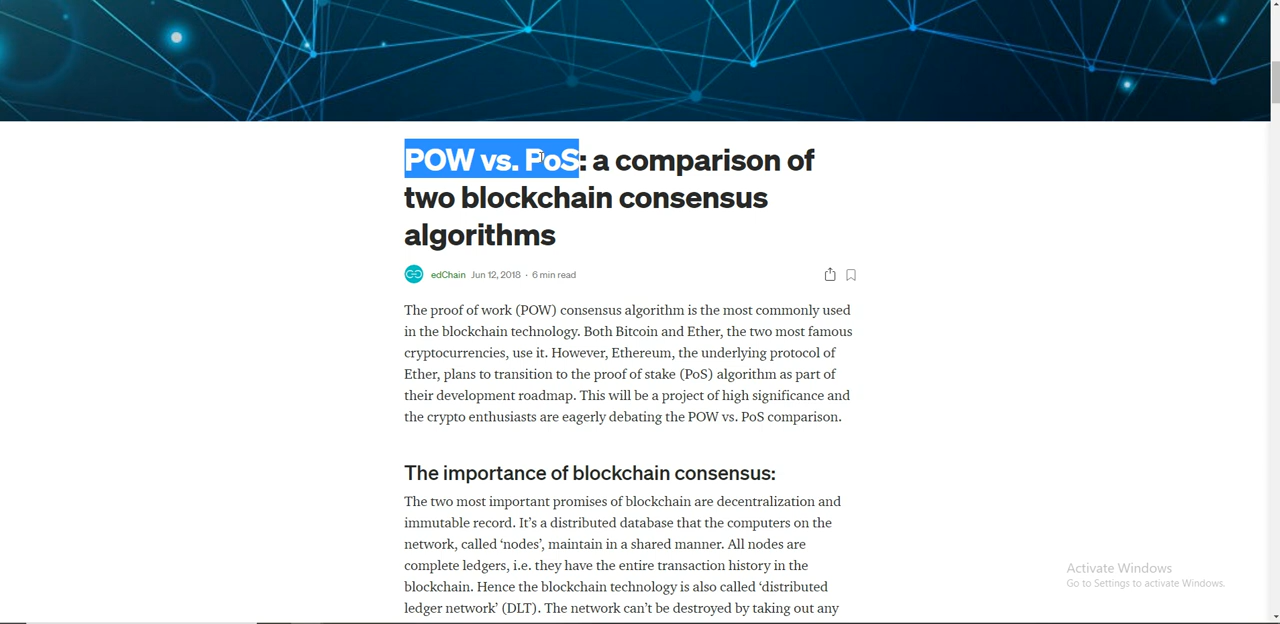 POW vs. PoS: a comparison of
two blockchain consensus
algorithms
edChain Jun 12, 2018 · 6 min read
The proof of work (POW) consensus algorithm is the most commonly used
in the blockchain technology. Both Bitcoin and Ether, the two most famous
cryptocurrencies, use it. However, Ethereum, the underlying protocol of
Ether, plans to transition to the proof of stake (PoS) algorithm as part of
their development roadmap. This will be a project of high significance and
the crypto enthusiasts are eagerly debating the POW vs. PoS comparison.
The importance of blockchain consensus:
The two most important promises of blockchain are decentralization and
immutable record. It’s a distributed database that the computers on the
network, called ‘nodes’, maintain in a shared manner. All nodes are
complete ledgers, i.e. they have the entire transaction history in the
blockchain. Hence the blockchain technology is also called ‘distributed
ledger network’ (DLT). The network can’t be destroyed by taking out any
Activate Windows
Go to Settings to activate Windows.